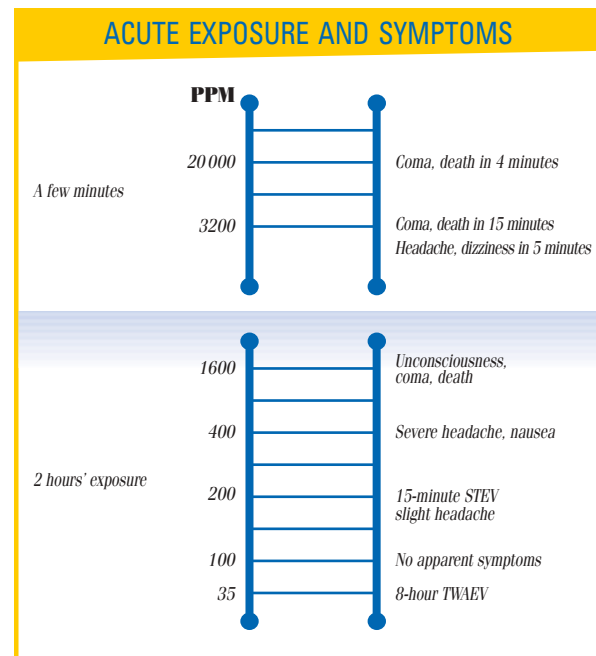 ACUTE EXPOSURE AND SYMPTOMS
PPM
A few minutes
20 000
Coma, death in 4 minutes
3200
Coma, death in 15 minutes
Headache, dizziness in 5 minutes
2 hours' exposure
1600
Unconsciousness,
coma, death
400
Severe headache, nausea
200
15-minute STEV
slight headache
100
No apparent symptoms
35
8-hour TWAEV